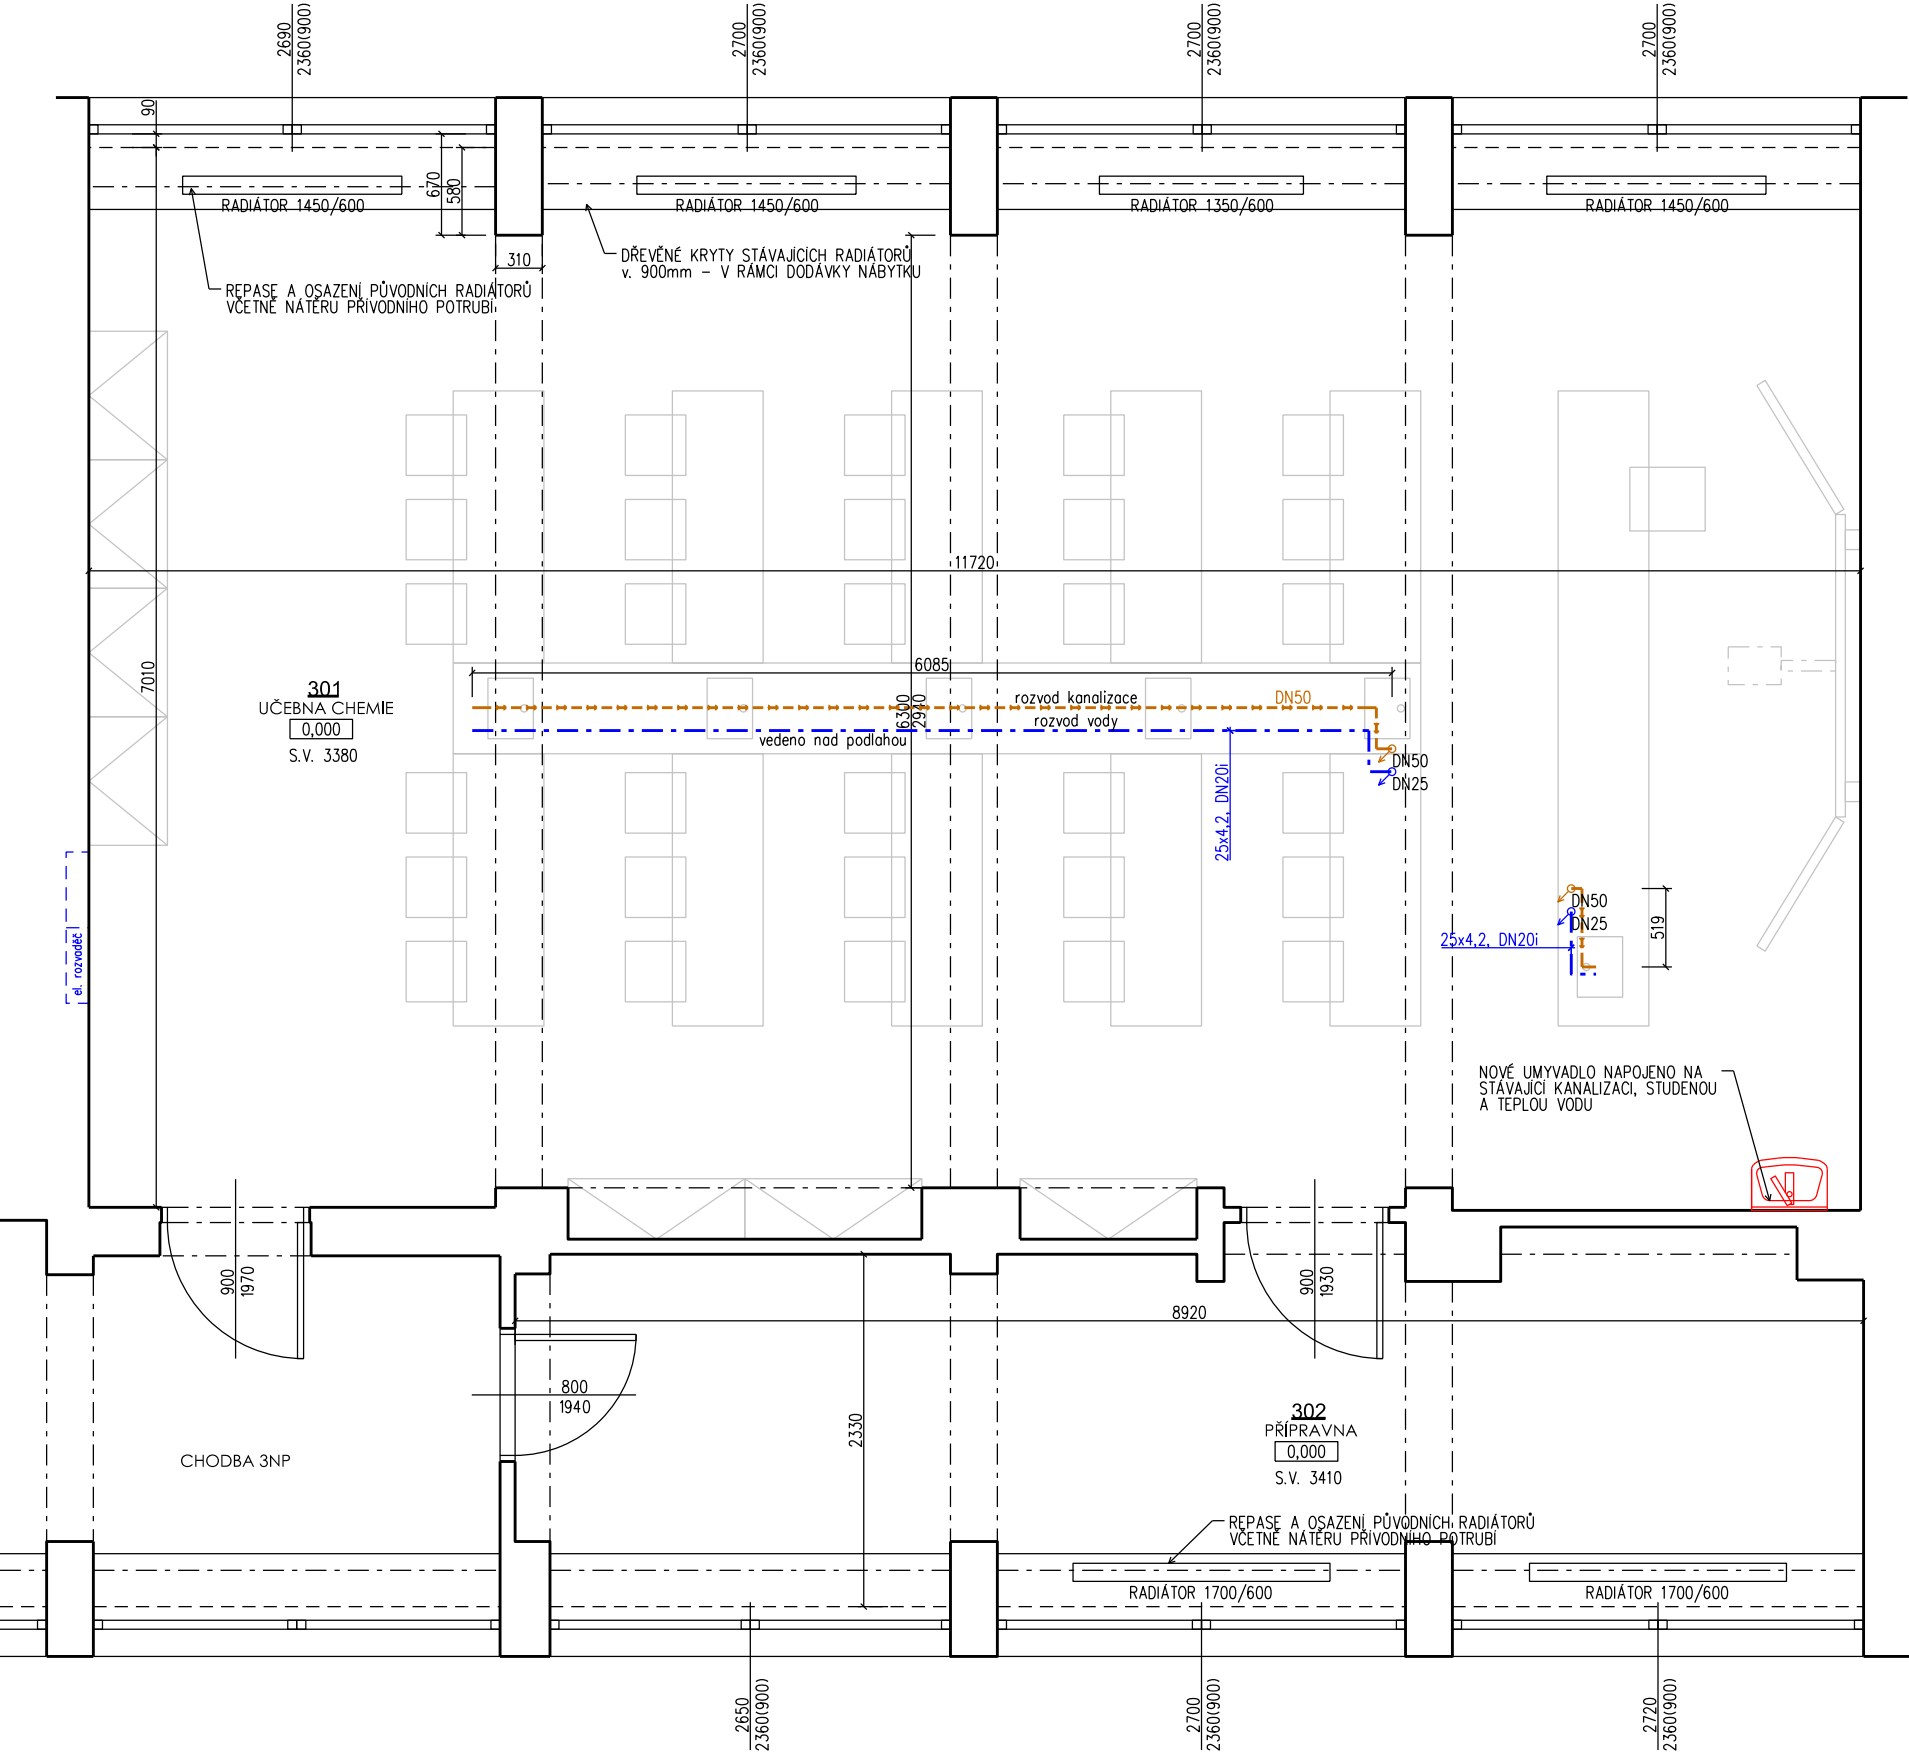 2690
2360(900)
2700
2360(900)
2700
2360(900)
2700
2360(900)
90
670
580
RADIÁTOR 1450/600
RADIÁTOR 1450/600
RADIÁTOR 1350/600
RADIÁTOR 1450/600
310
DŘEVĚNÉ KRYTY STÁVAJÍCÍCH RADIÁTORŮ
v. 900mm – V RÁMCI DODÁVKY NÁBYTKU
REPASE A OSAZENÍ PŮVODNÍCH RADIÁTORŮ
VČETNĚ NÁTĚRU PŘÍVODNÍHO POTRUBÍ
11720
7010
6085
301
UČEBNA CHEMIE
0,000
S.V. 3380
6300
2940
rozvod kanalizace
DN50
rozvod vody
vedeno nad podlahou
DN50
DN25
25x4,2, DN20i
el. rozvaděč
DN50
DN25
25x4,2, DN20i
519
NOVÉ UMYVADLO NAPOJENO NA
STÁVAJÍCÍ KANALIZACI, STUDENOU
A TEPLOU VODU
900
1970
900
1930
8920
800
1940
2330
302
PŘÍPRAVNA
0,000
S.V. 3410
CHODBA 3NP
REPASE A OSAZENÍ PŮVODNÍCH RADIÁTORŮ
VČETNĚ NÁTĚRU PŘÍVODNÍHO POTRUBÍ
RADIÁTOR 1700/600
RADIÁTOR 1700/600
2650
2360(900)
2700
2360(900)
2720
2360(900)